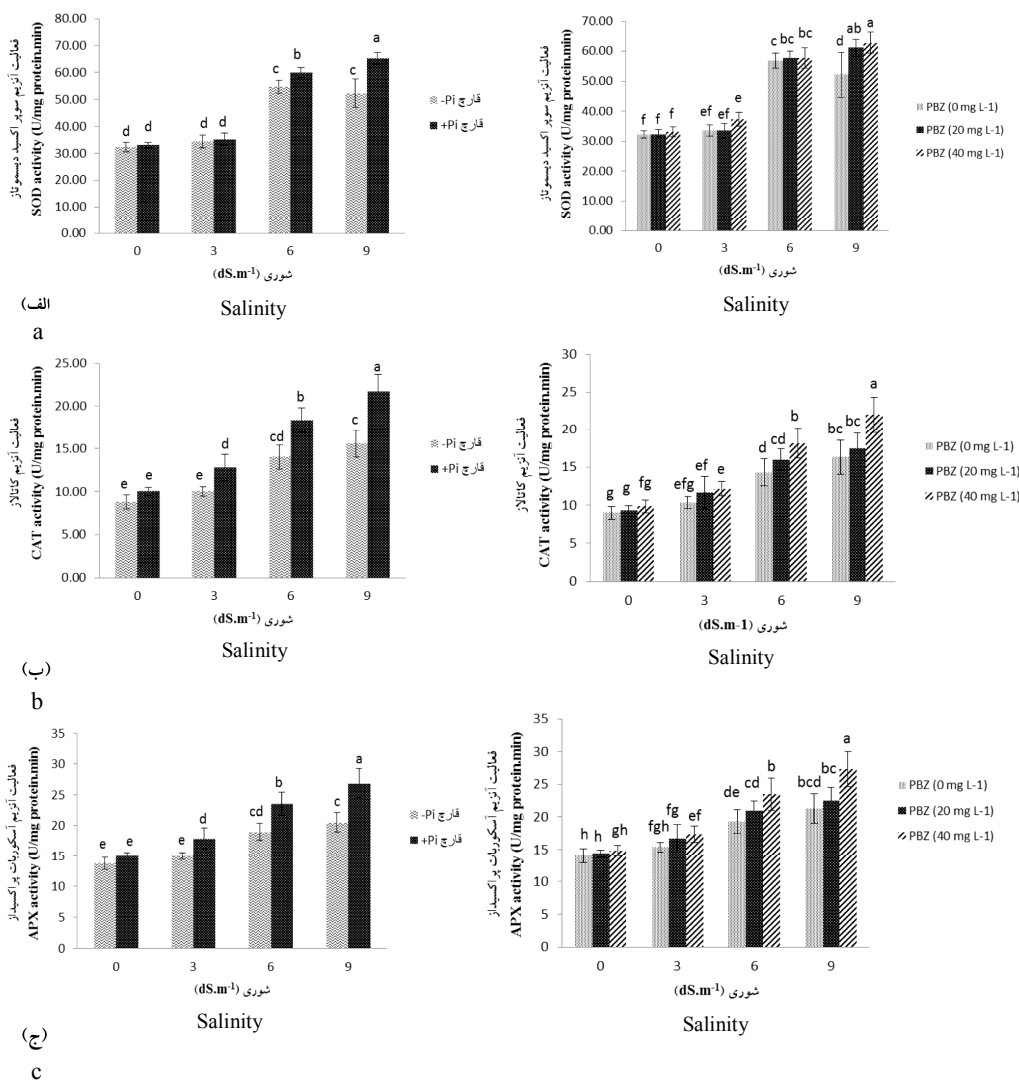 فعالیت آنزیم سوپر اکسید دیسموتاز
SOD activity (U/mg protein.min)
80.00
70.00
60.00
50.00
40.00
30.00
20.00
10.00
0.00
d d
d d
c b
c a
0 3 6 9
شوری (dS.m-1)
Salinity
-Pi قارچ
+Pi قارچ
فعالیت آنزیم سوپر اکسید دیسموتاز
SOD activity (U/mg protein.min)
70.00
60.00
50.00
40.00
30.00
20.00
10.00
0.00
f f f
ef ef e
c bc bc
d ab a
0 3 6 9
شوری (dS.m-1)
Salinity
PBZ (0 mg L-1)
PBZ (20 mg L-1)
PBZ (40 mg L-1)
الف)
a
فعالیت آنزیم کاتالاز
CAT activity (U/mg protein.min)
25.00
20.00
15.00
10.00
5.00
0.00
e e
e d
cd b
c a
0 3 6 9
شوری (dS.m-1)
Salinity
-Pi قارچ
+Pi قارچ
فعالیت آنزیم کاتالاز
CAT activity (U/mg protein.min)
30
25
20
15
10
5
0
g g fg
efg ef e
d cd b
bc bc a
0 3 6 9
شوری (dS.m-1)
Salinity
PBZ (0 mg L-1)
PBZ (20 mg L-1)
PBZ (40 mg L-1)
ب)
b
فعالیت آنزیم آسکوربات پراکسیداز
APX activity (U/mg protein.min)
35
30
25
20
15
10
5
0
e e
e d
cd b
c a
0 3 6 9
شوری (dS.m-1)
Salinity
-Pi قارچ
+Pi قارچ
فعالیت آنزیم آسکوربات پراکسیداز
APX activity (U/mg protein.min)
35
30
25
20
15
10
5
0
h h gh
fgh fg ef
de cd b
bcd bc a
0 3 6 9
شوری (dS.m-1)
Salinity
PBZ (0 mg L-1)
PBZ (20 mg L-1)
PBZ (40 mg L-1)
ج)
c